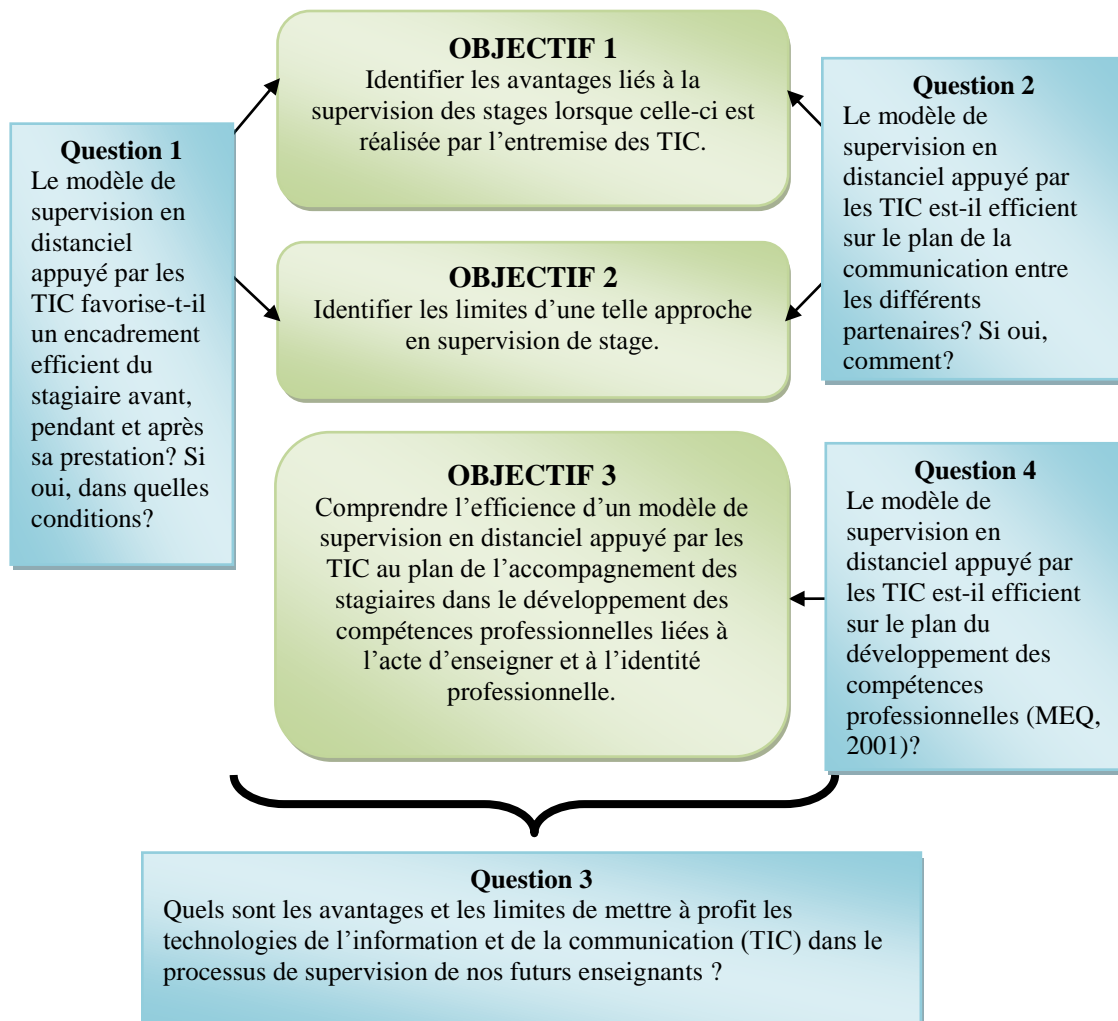 OBJECTIF 1
Identifier les avantages liés à la
supervision des stages lorsque celle-ci est
réalisée par l’entremise des TIC.
Question 1
Le modèle de
supervision en
distanciel
appuyé par les
TIC favorise-t-il
un encadrement
efficient du
stagiaire avant,
pendant et après
sa prestation? Si
oui, dans quelles
conditions?
Question 2
Le modèle de
supervision en
distanciel appuyé par
les TIC est-il efficient
sur le plan de la
communication entre
les différents
partenaires? Si oui,
comment?
OBJECTIF 2
Identifier les limites d’une telle approche
en supervision de stage.
OBJECTIF 3
Comprendre l’efficience d’un modèle de
supervision en distanciel appuyé par les
TIC au plan de l’accompagnement des
stagiaires dans le développement des
compétences professionnelles liées à
l’acte d’enseigner et à l’identité
professionnelle.
Question 4
Le modèle de
supervision en
distanciel appuyé par
les TIC est-il efficient
sur le plan du
développement des
compétences
professionnelles (MEQ,
2001)?
Question 3
Quels sont les avantages et les limites de mettre à profit les
technologies de l’information et de la communication (TIC) dans le
processus de supervision de nos futurs enseignants ?